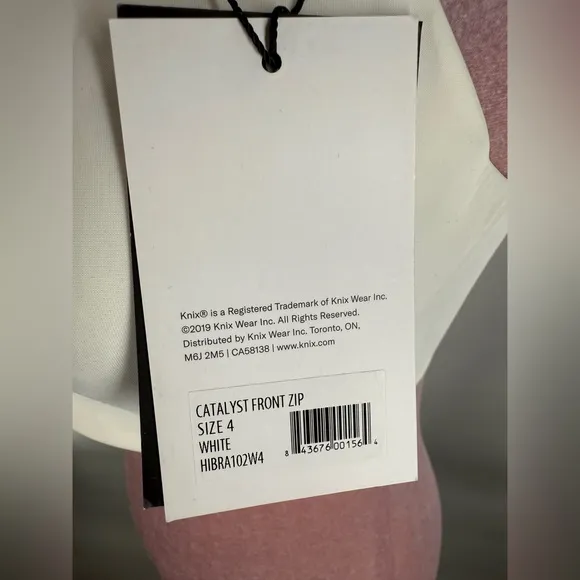 Knix® is a Registered Trademark of Knix Wear Inc.
©2019 Knix Wear Inc. All Rights Reserved.
Distributed by Knix Wear Inc. Toronto, ON,
M6J 2M5 | CA58138 | www.knix.com
CATALYST FRONT ZIP
SIZE 4
WHITE
HIBRA102W4
8 43676 00156 4